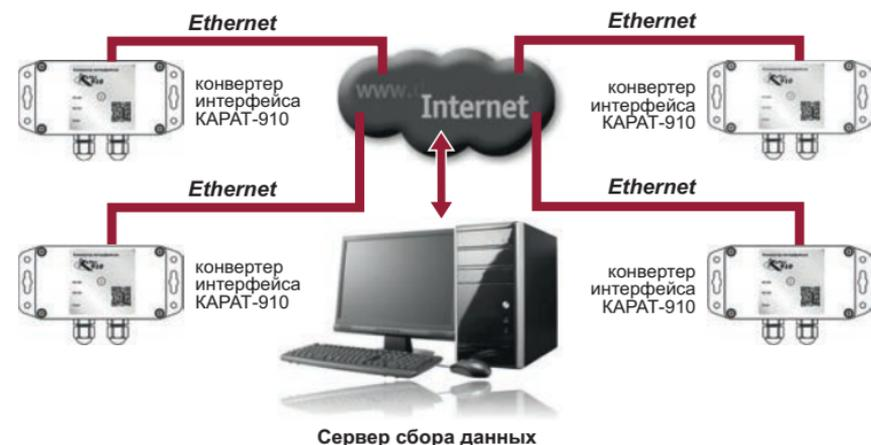 Ethernet
Ethernet
конвертер
интерфейса
КАРАТ-910
www.
Internet
конвертер
интерфейса
КАРАТ-910
Ethernet
Ethernet
конвертер
интерфейса
КАРАТ-910
конвертер
интерфейса
КАРАТ-910
Сервер сбора данных